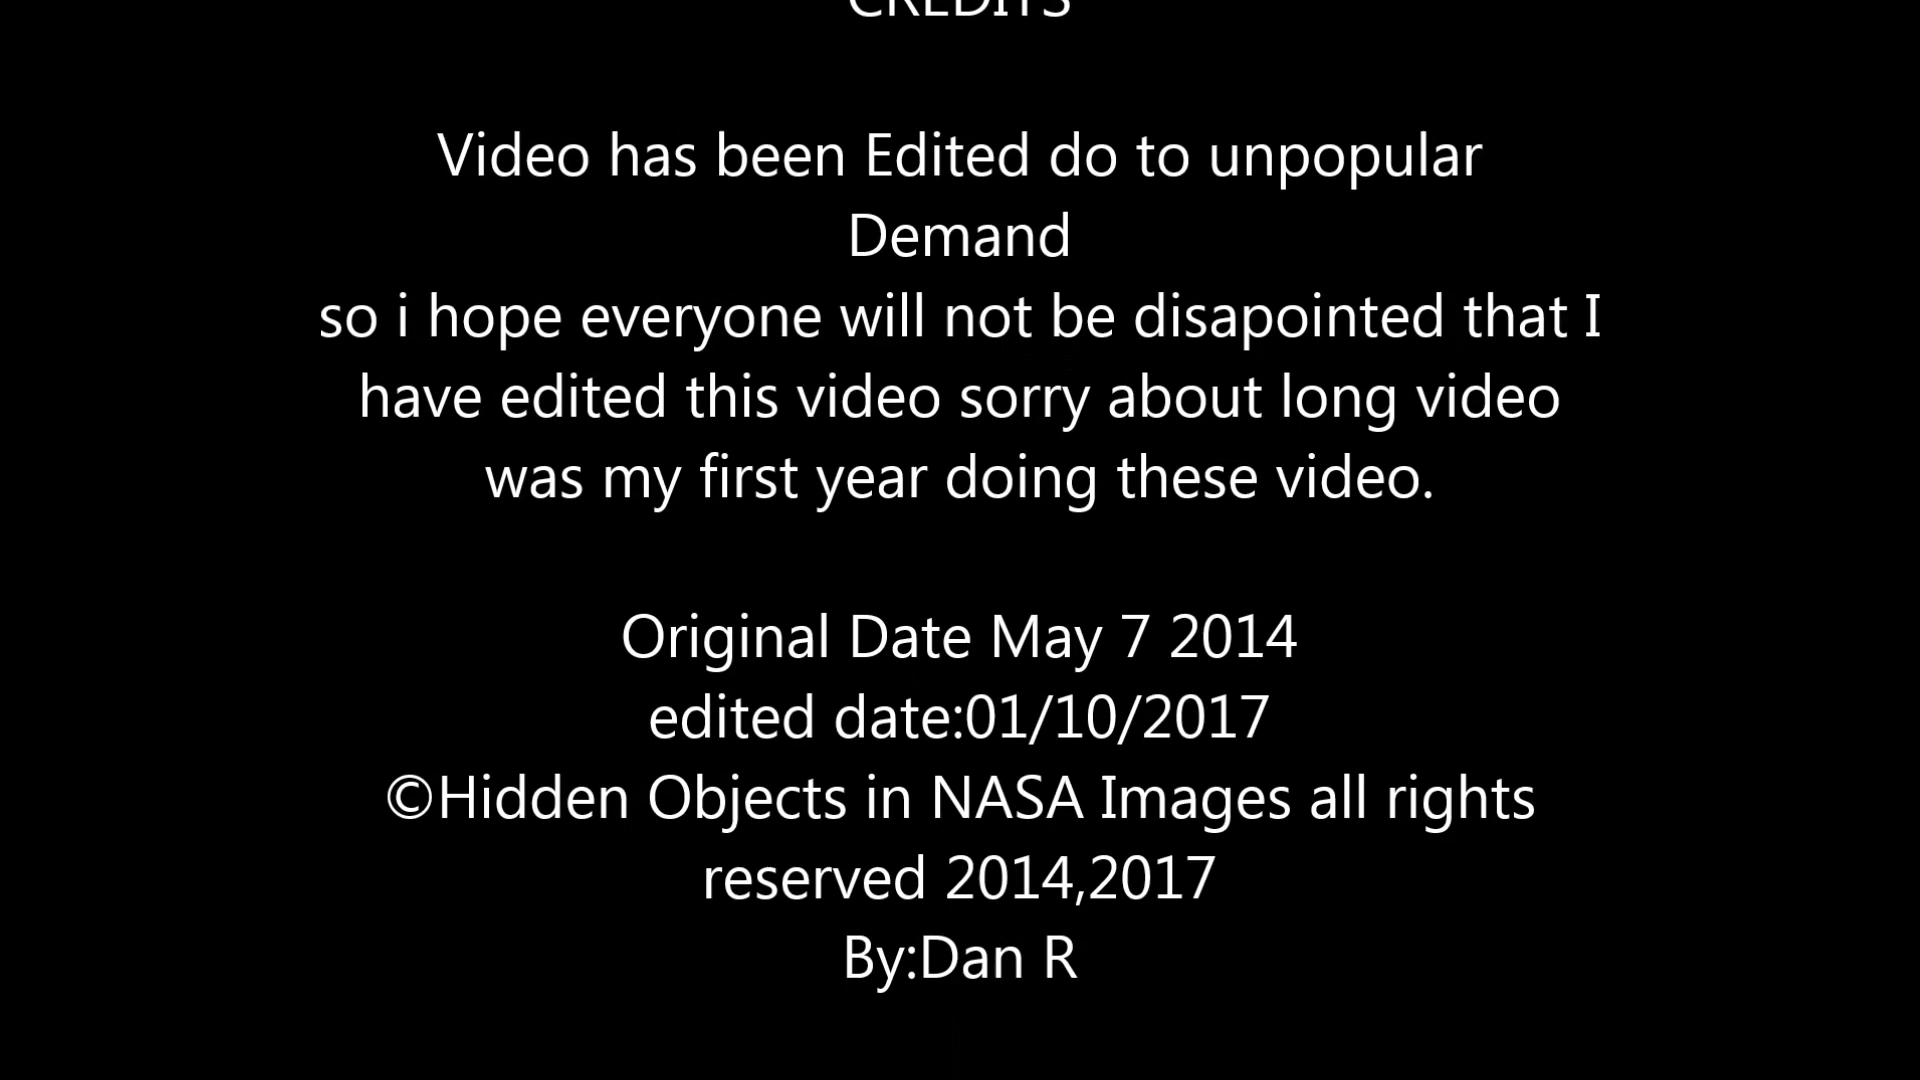 CREDITS
Video has been Edited do to unpopular
Demand
so i hope everyone will not be disapointed that I
have edited this video sorry about long video
was my first year doing these video.
Original Date May 7 2014
edited date:01/10/2017
©Hidden Objects in NASA Images all rights
reserved 2014,2017
By:Dan R